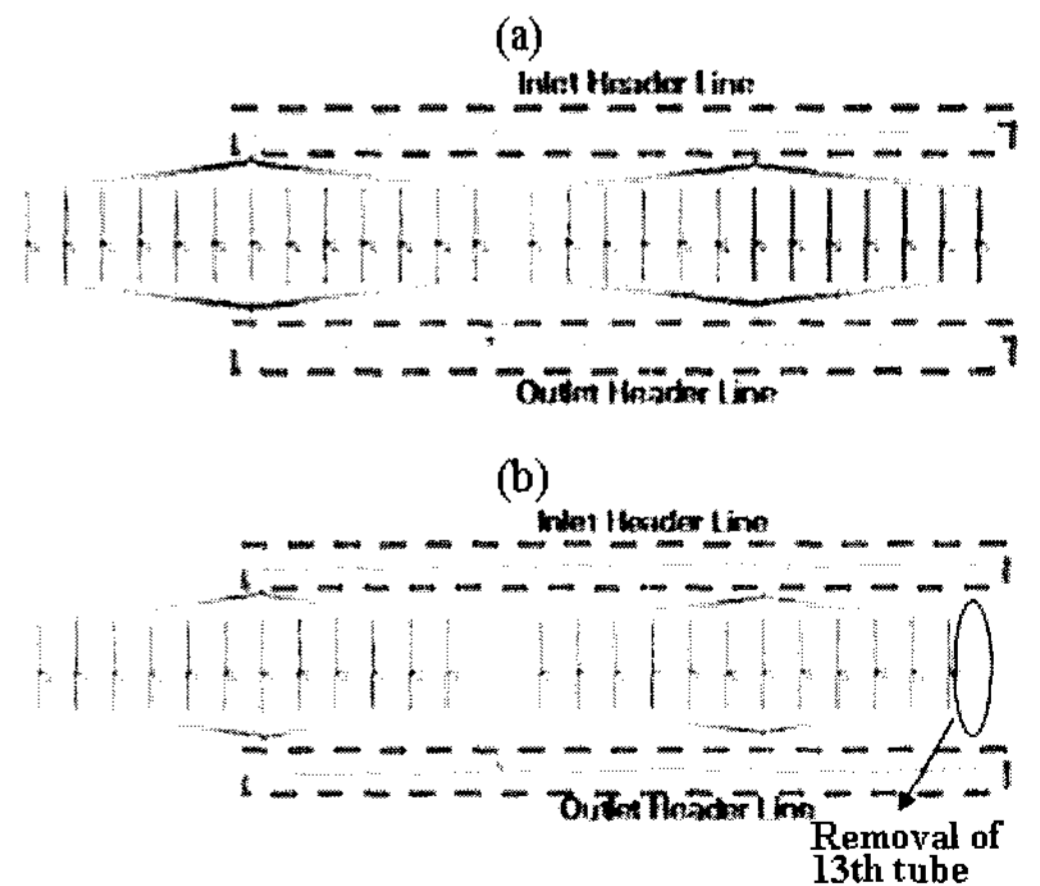 (a)
Inlet Header Line
Outlet Header Line
(b)
Inlet Header Line
Outlet Header Line
Removal of
13th tube